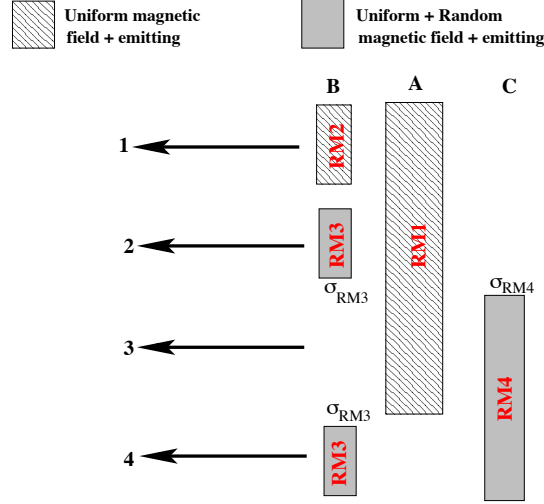 Uniform magnetic
field + emitting
Uniform + Random
magnetic field + emitting
B
A
C
1
RM2
2
RM3
RM1
σRM3
σRM4
3
RM4
σRM3
4
RM3